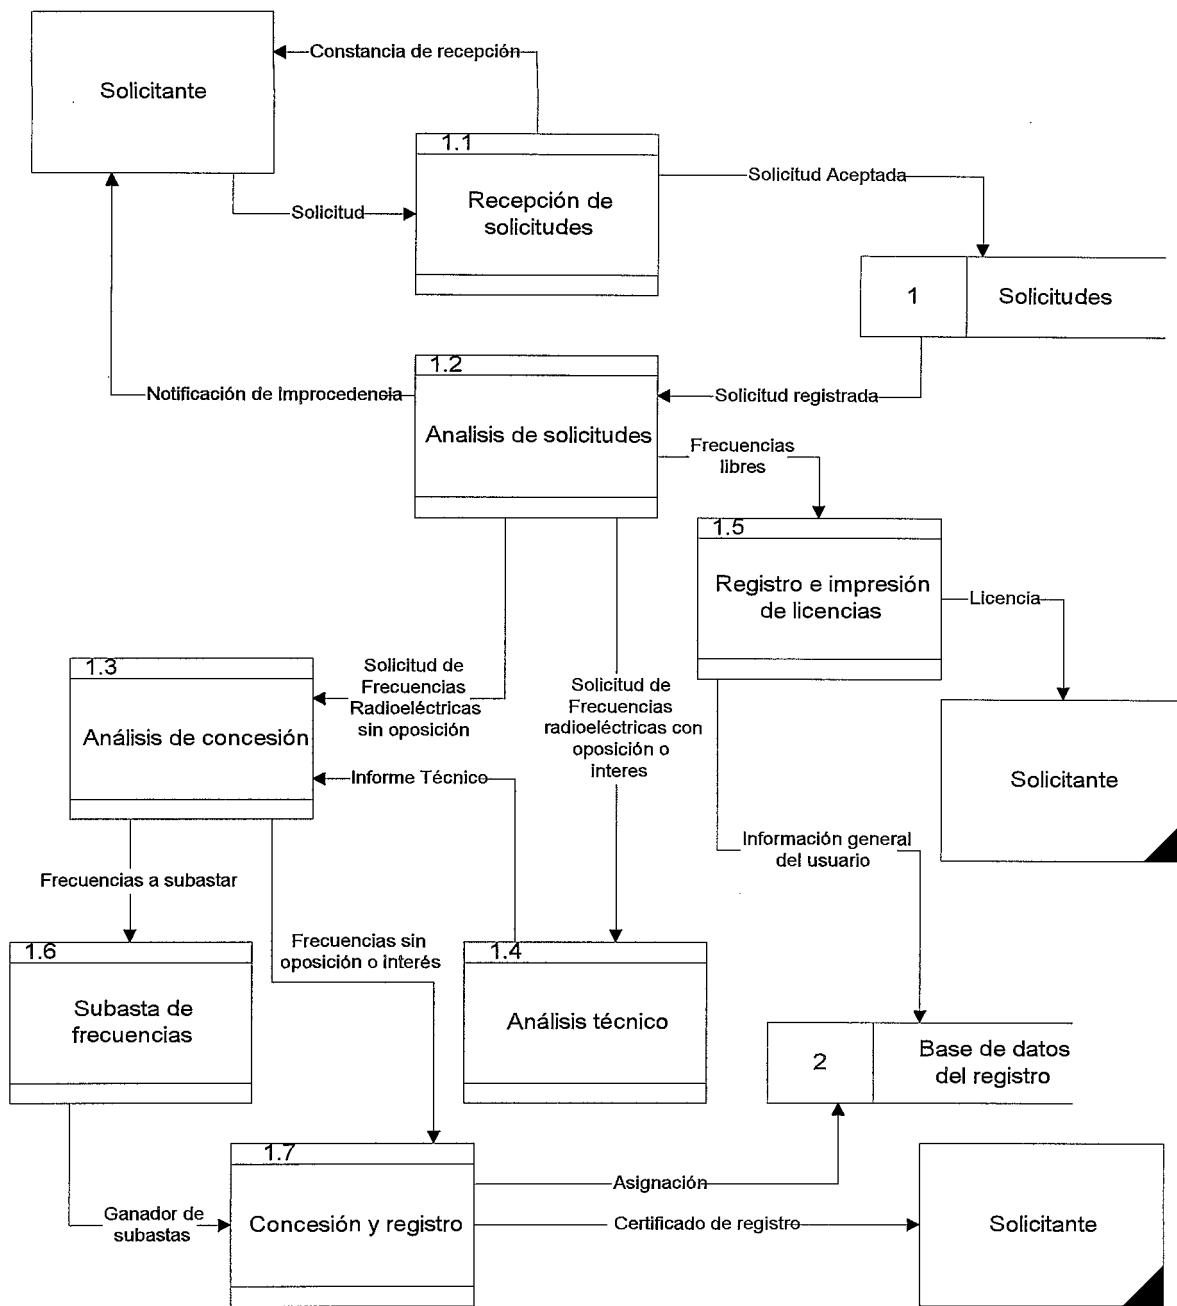 Constancia de recepción
Solicitante
1.1
Recepción de
solicitudes
Solicitud Aceptada
Solicitud
1
Solicitudes
1.2
Notificación de Improcedencia
Analisis de solicitudes
Solicitud registrada
Frecuencias
libres
1.5
Registro e impresión
de licencias
Licencia
1.3
Análisis de concesión
Solicitud de
Frecuencias
Radioeléctricas
sin oposición
Solicitud de
Frecuencias
radioeléctricas con
oposición o
interes
Informe Técnico
Solicitante
Información general
del usuario
Frecuencias a subastar
Frecuencias sin
oposición o interés
1.6
Subasta de
frecuencias
1.4
Análisis técnico
2
Base de datos
del registro
1.7
Concesión y registro
Ganador de
subastas
Asignación
Certificado de registro
Solicitante